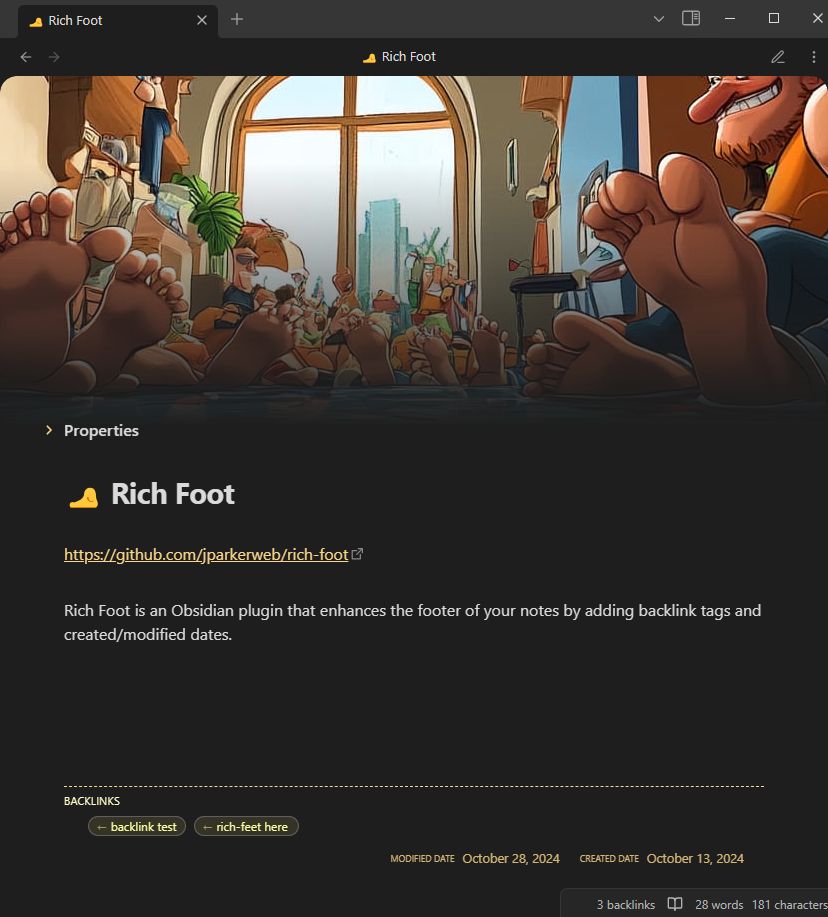 Rich Foot
Rich Foot
Properties
Rich Foot
https://github.com/jparkerweb/rich-foot
Rich Foot is an Obsidian plugin that enhances the footer of your notes by adding backlink tags and
created/modified dates.
BACKLINKS
← backlink test ← rich-feet here
MODIFIED DATE October 28, 2024 CREATED DATE October 13, 2024
3 backlinks 28 words 181 characters